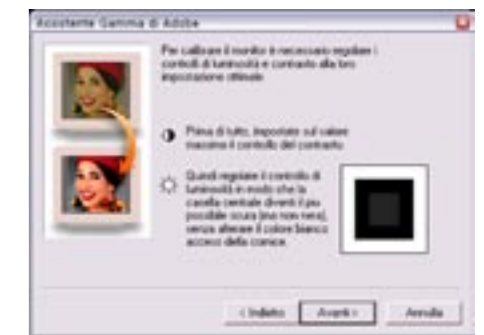 Assistente Gamma di Adobe
Per calibrare il monitor è necessario regolare i
controlli di luminosità e contrasto alla loro
impostazione ottimale
Prima di tutto, impostate sul valore
massimo il controllo del contrasto.
Quindi regolate il controllo di
luminosità in modo che la
casella centrale diventi il più
possibile scura (ma non nera),
senza alterare il colore bianco
acceso della cornice.
< Indietro
Avanti >
Annulla